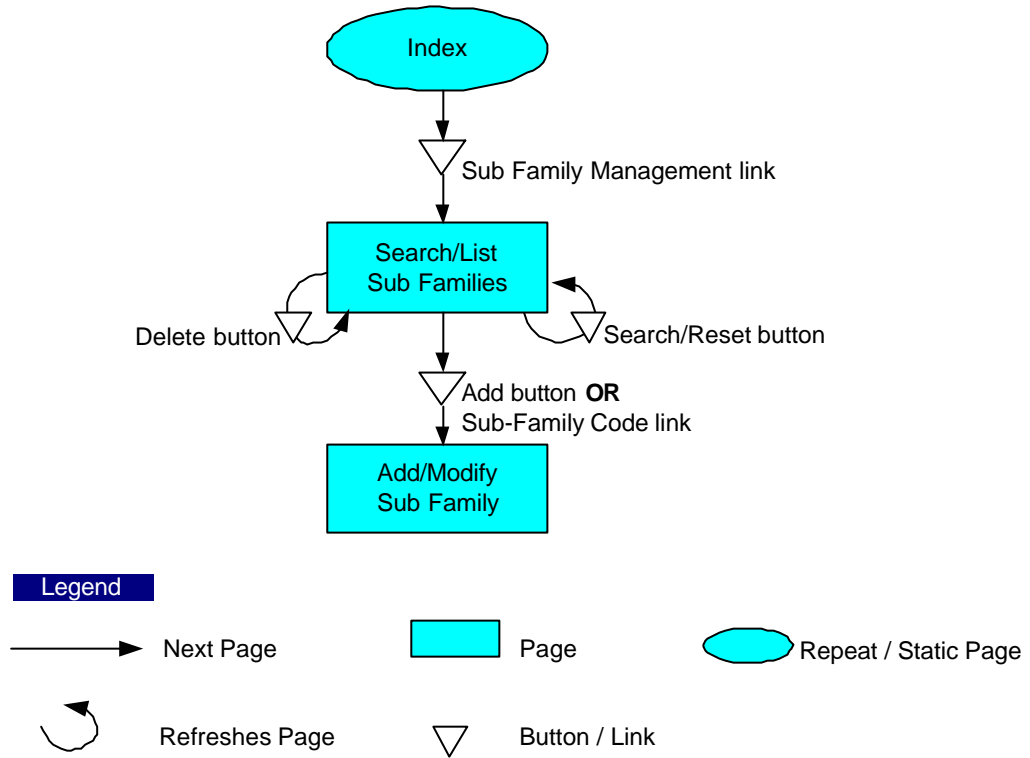 Index
Sub Family Management link
Search/List
Sub Families
Delete button
Search/Reset button
Add button OR
Sub-Family Code link
Add/Modify
Sub Family
Legend
Next Page
Page
Repeat / Static Page
Refreshes Page
Button / Link